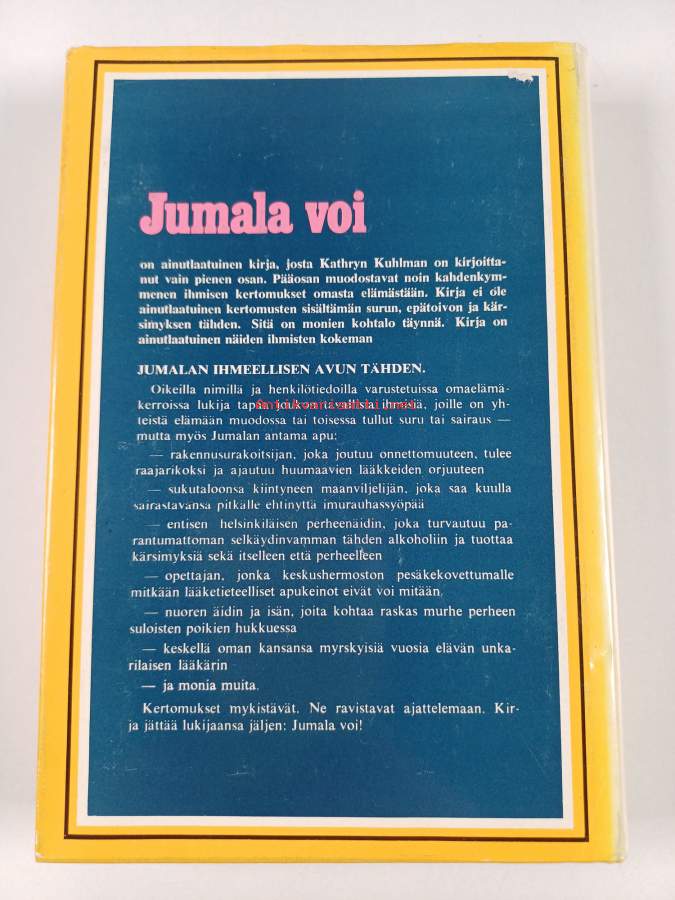 Jumala voi
on ainutlaatuinen kirja, josta Kathryn Kuhlman on kirjoitta-
nut vain pienen osan. Pääosan muodostavat noin kahdenkym-
menen ihmisen kertomukset omasta elämästään. Kirja ei ole
ainutlaatuinen kertomusten sisältämän surun, epätoivon ja kär-
simyksen tähden. Sitä on monien kohtalo täynnä. Kirja on
ainutlaatuinen näiden ihmisten kokeman
JUMALAN IHMEELLISEN AVUN TÄHDEN.
Oikeilla nimillä ja henkilötiedoilla varustetuissa omaelämä-
kerroissa lukija tapaa joukon tavallisia ihmisiä, joille on yh-
Antikvariaatti.net
teistä elämään muodossa tai toisessa tullut suru tai sairaus —
mutta myös Jumalan antama apu:
— rakennusurakoitsijan, joka joutuu onnettomuuteen, tulee
raajarikoksi ja ajautuu huumaavien lääkkeiden orjuuteen
— sukutaloonsa kiintyneen maanviljelijän, joka saa kuulla
sairastavansa pitkälle ehtinyttä imurauhassyöpää
— entisen helsinkiläisen perheenäidin, joka turvautuu pa-
rantumattoman selkäydinvamman tähden alkoholiin ja tuottaa
kärsimyksiä sekä itselleen että perheelleen
— opettajan, jonka keskushermoston pesäkekovettumalle
mitkään lääketieteelliset apukeinot eivät voi mitään
— nuoren äidin ja isän, joita kohtaa raskas murhe perheen
suloisten poikien hukkuessa
— keskellä oman kansansa myrskyisiä vuosia elävän unka-
rilaisen lääkärin
— ja monia muita.
Kertomukset mykistävät. Ne ravistavat ajattelemaan. Kir-
ja jättää lukijaansa jäljen: Jumala voi!